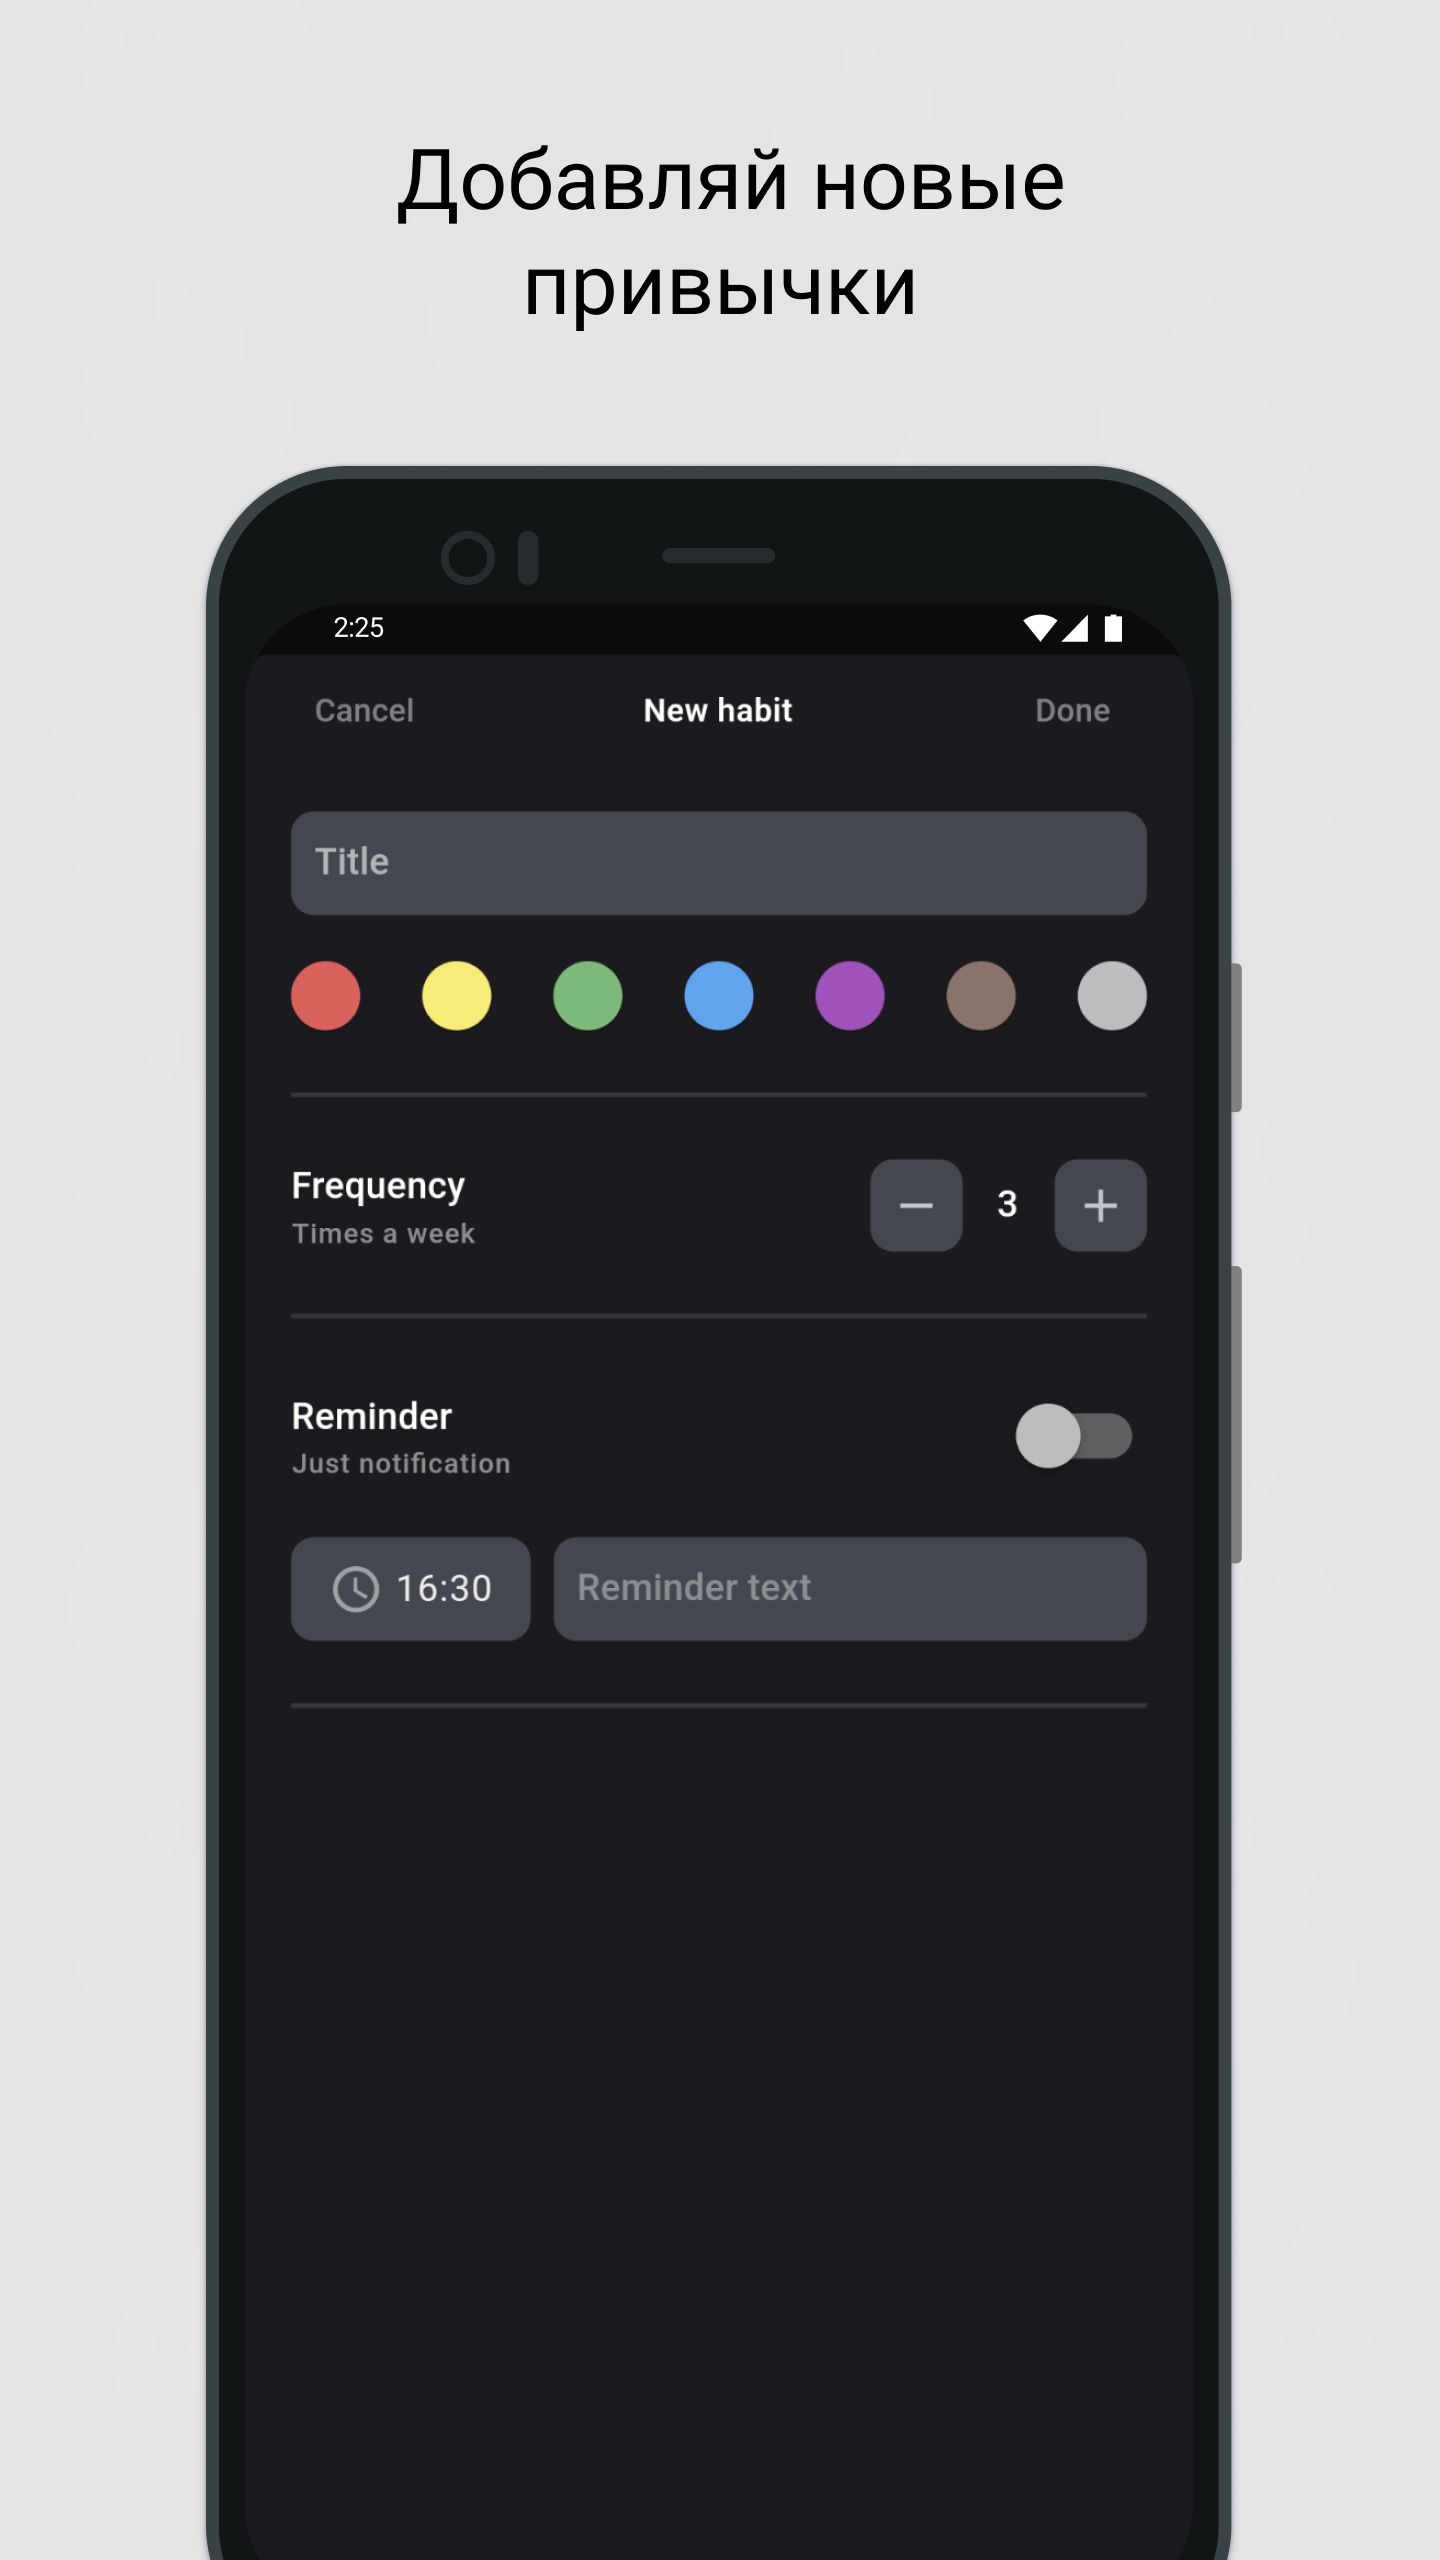 Добавляй новые
привычки
2:25
Cancel New habit Done
Title
Frequency
Times a week
3
Reminder
Just notification
16:30 Reminder text